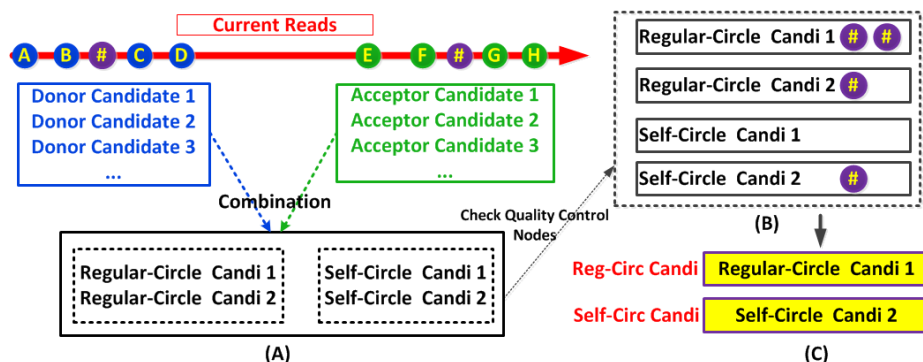 Current Reads
A B # C D E F # G H
Donor Candidate 1
Donor Candidate 2
Donor Candidate 3
...
Acceptor Candidate 1
Acceptor Candidate 2
Acceptor Candidate 3
...
Combination
Regular-Circle Candi 1
Regular-Circle Candi 2
Self-Circle Candi 1
Self-Circle Candi 2
(A)
Check Quality Control
Nodes
Regular-Circle Candi 1 # #
Regular-Circle Candi 2 #
Self-Circle Candi 1
Self-Circle Candi 2 #
(B)
Reg-Circ Candi Regular-Circle Candi 1
Self-Circ Candi Self-Circle Candi 2
(C)